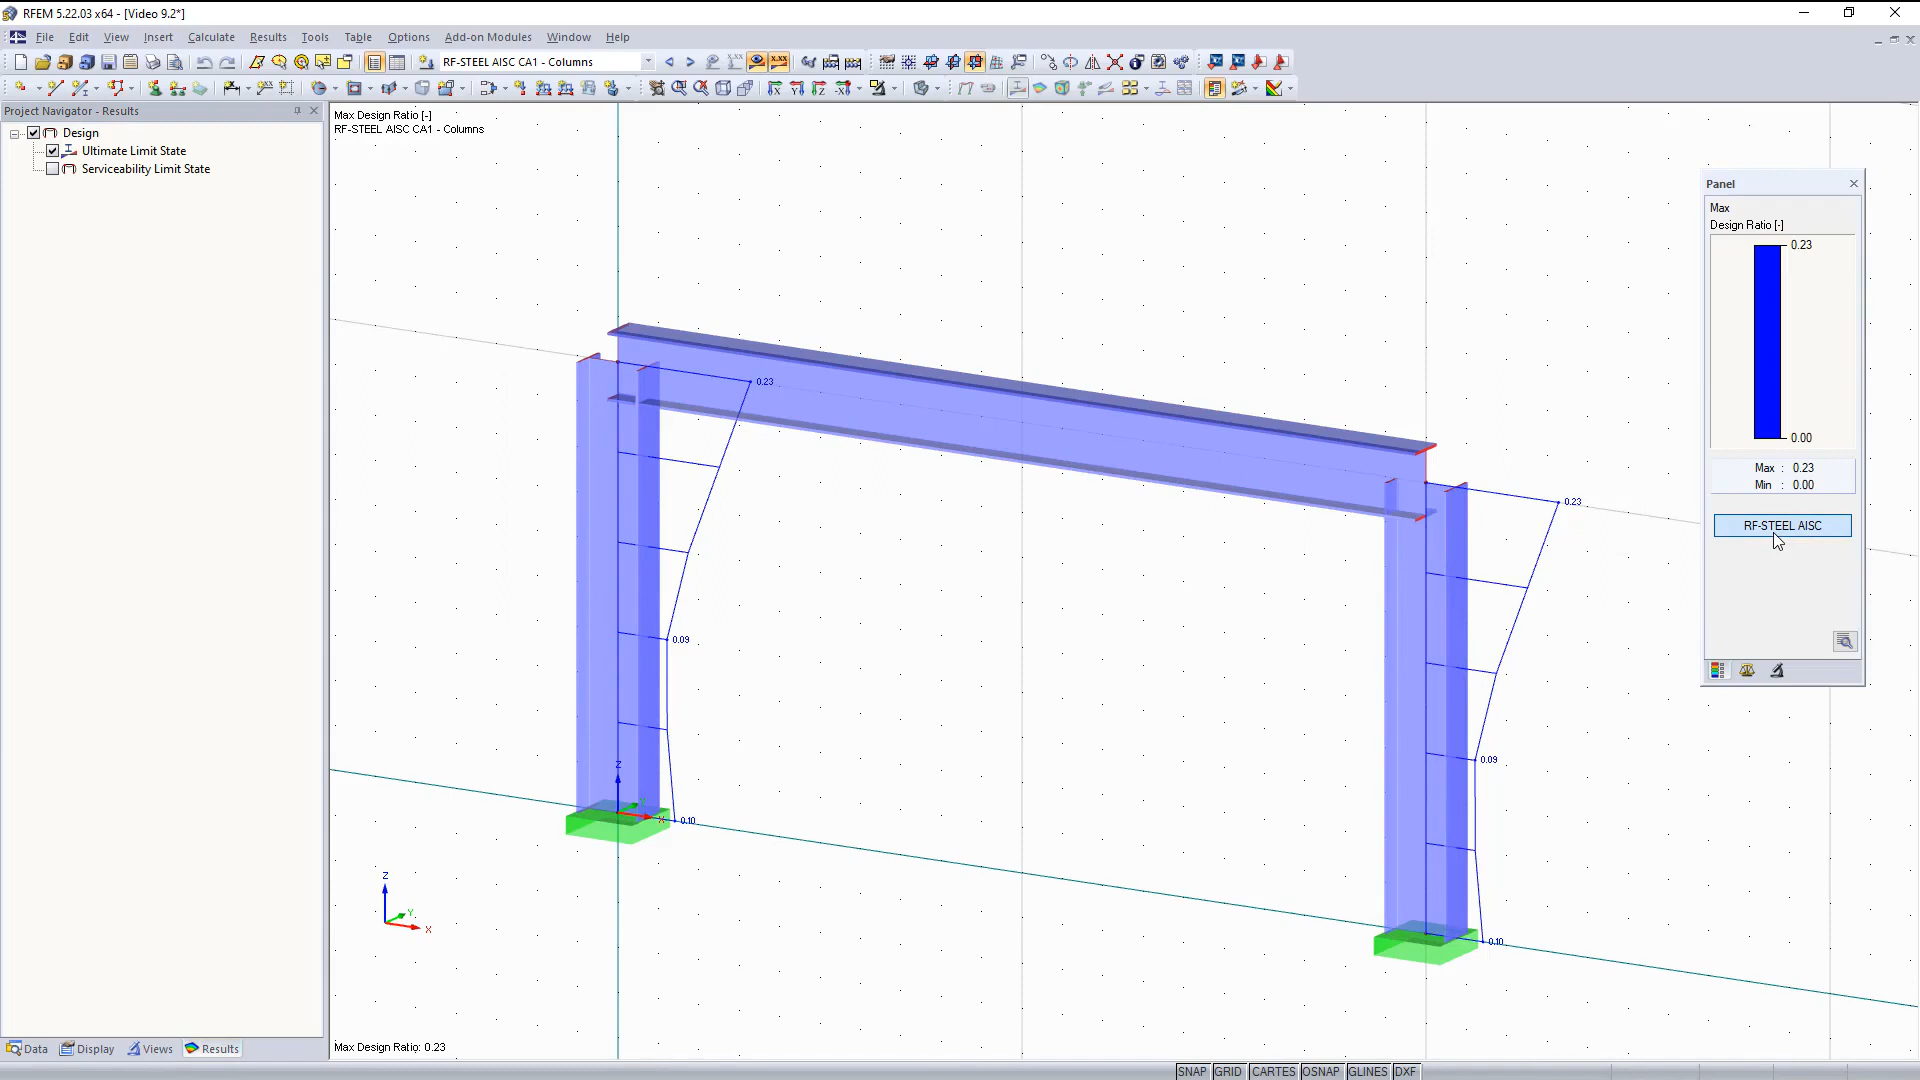 RFEM 5.22.03 x64 - [Video 9.2*]
File Edit View Insert Calculate Results Tools Table Options Add-on Modules Window Help
RF-STEEL AISC CA1 - Columns
Project Navigator - Results
Design
Ultimate Limit State
Serviceability Limit State
Data Display Views Results
Max Design Ratio [-]
RF-STEEL AISC CA1 - Columns
0.23
0.23
0.09
0.09
0.10
0.10
Z
X
Z
Y
X
Max Design Ratio: 0.23
Panel
Max
Design Ratio [-]
0.23
0.00
Max : 0.23
Min : 0.00
RF-STEEL AISC
SNAP GRID CARTES OSNAP GLINES DXF